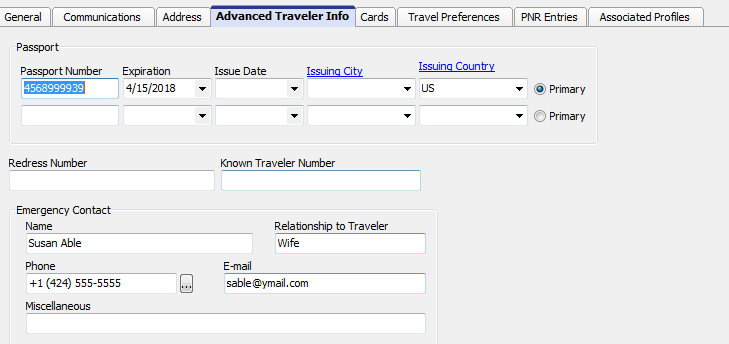 General Communications Address Advanced Traveler Info Cards Travel Preferences PNR Entries Associated Profiles
Passport
Passport Number Expiration Issue Date Issuing City Issuing Country
4568999939 4/15/2018 US Primary
Primary
Redress Number Known Traveler Number
Emergency Contact
Name Relationship to Traveler
Susan Able Wife
Phone E-mail
+1 (424) 555-5555 ... sable@ymail.com
Miscellaneous